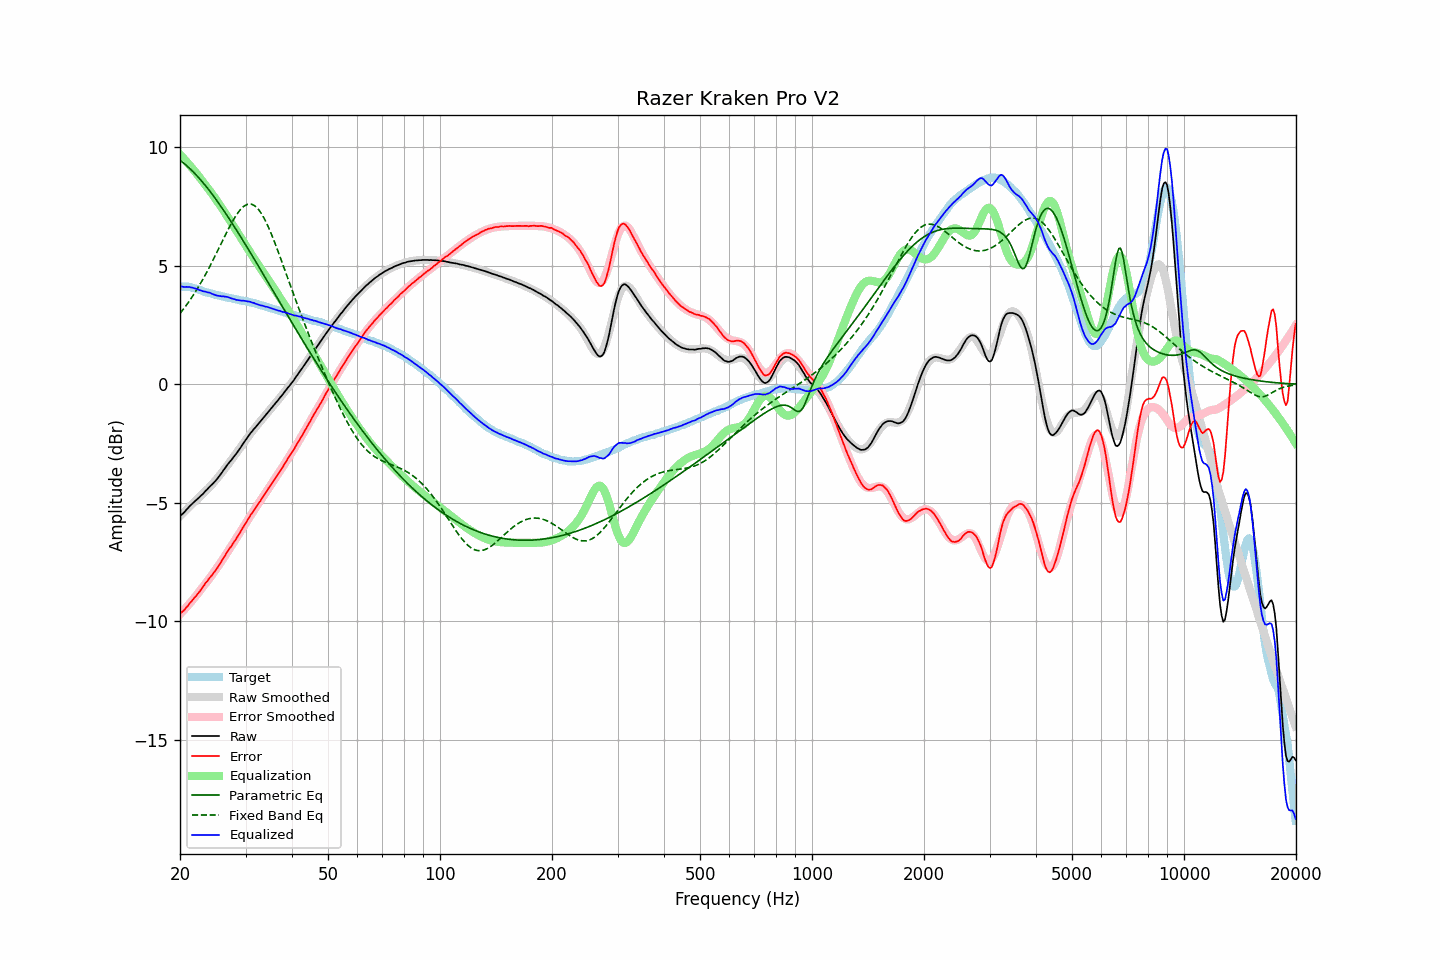 Razer Kraken Pro V2
10
5
0
−5
−10
−15
Amplitude (dBr)
Target
Raw Smoothed
Error Smoothed
Raw
Error
Equalization
Parametric Eq
Fixed Band Eq
Equalized
20 50 100 200 500 1000 2000 5000 10000 20000
Frequency (Hz)